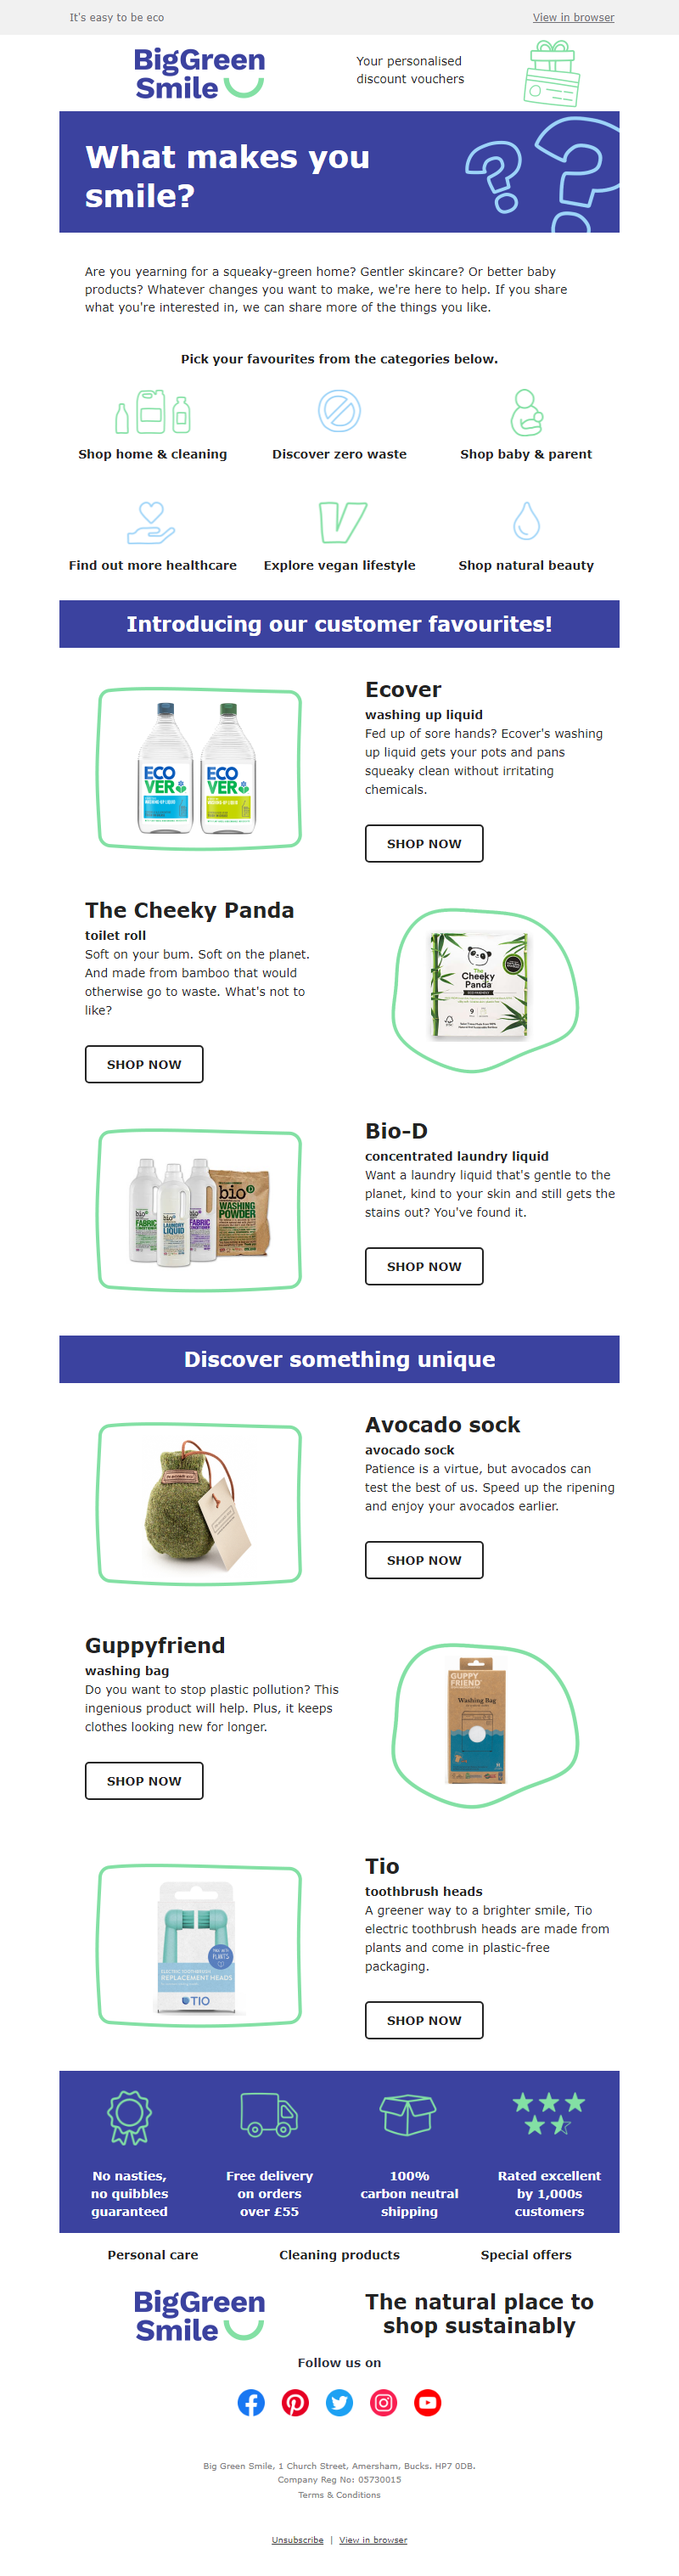 It's easy to be eco
View in browser
BigGreen
Smile
Your personalised
discount vouchers
What makes you
smile?
Are you yearning for a squeaky-green home? Gentler skincare? Or better baby
products? Whatever changes you want to make, we're here to help. If you share
what you're interested in, we can share more of the things you like.
Pick your favourites from the categories below.
Shop home & cleaning
Discover zero waste
Shop baby & parent
Find out more healthcare
Explore vegan lifestyle
Shop natural beauty
Introducing our customer favourites!
ECO
VER
ECO
VER
Ecover
washing up liquid
Fed up of sore hands? Ecover's washing
up liquid gets your pots and pans
squeaky clean without irritating
chemicals.
SHOP NOW
The Cheeky Panda
toilet roll
Soft on your bum. Soft on the planet.
And made from bamboo that would
otherwise go to waste. What's not to
like?
SHOP NOW
The
Cheeky
Panda
9
bio D
WASHING
POWDER
FABRIC
LAUNDRY
LIQUID
FABRIC
Bio-D
concentrated laundry liquid
Want a laundry liquid that's gentle to the
planet, kind to your skin and still gets the
stains out? You've found it.
SHOP NOW
Discover something unique
Avocado sock
avocado sock
Patience is a virtue, but avocados can
test the best of us. Speed up the ripening
and enjoy your avocados earlier.
SHOP NOW
Guppyfriend
washing bag
Do you want to stop plastic pollution? This
ingenious product will help. Plus, it keeps
clothes looking new for longer.
SHOP NOW
GUPPY
FRIEND
Washing Bag
PLANTS
REPLACEMENT HEADS
TIO
Tio
toothbrush heads
A greener way to a brighter smile, Tio
electric toothbrush heads are made from
plants and come in plastic-free
packaging.
SHOP NOW
No nasties,
no quibbles
guaranteed
Free delivery
on orders
over £55
100%
carbon neutral
shipping
Rated excellent
by 1,000s
customers
Personal care
Cleaning products
Special offers
BigGreen
Smile
The natural place to
shop sustainably
Follow us on
Big Green Smile, 1 Church Street, Amersham, Bucks. HP7 0DB.
Company Reg No: 05730015
Terms & Conditions
Unsubscribe | View in browser